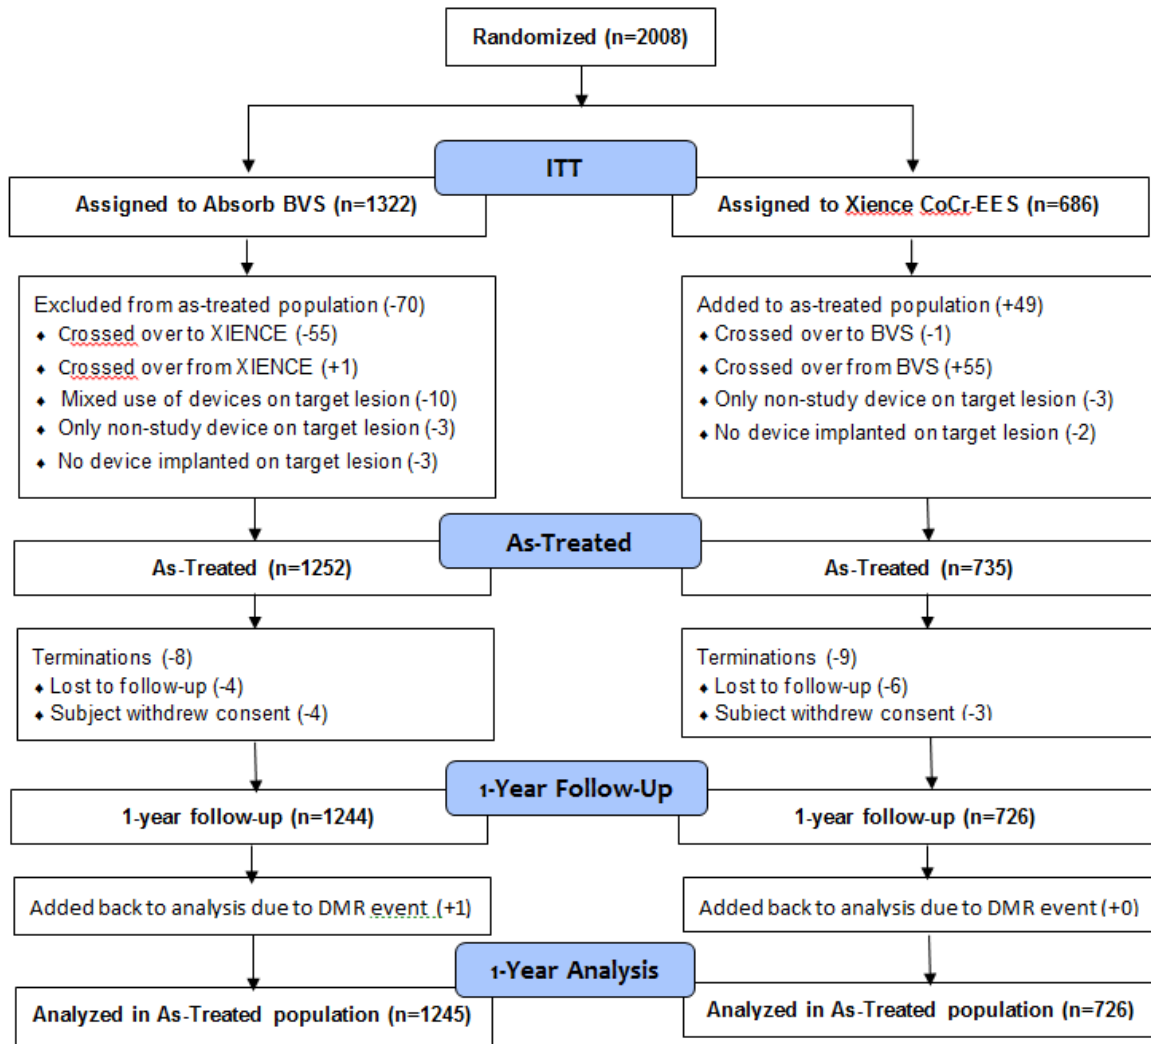 Randomized (n=2008)
ITT
Assigned to Absorb BVS (n=1322)
Assigned to Xience CoCr-EES (n=686)
Excluded from as-treated population (-70)
♦ Crossed over to XIENCE (-55)
♦ Crossed over from XIENCE (+1)
♦ Mixed use of devices on target lesion (-10)
♦ Only non-study device on target lesion (-3)
♦ No device implanted on target lesion (-3)
Added to as-treated population (+49)
♦ Crossed over to BVS (-1)
♦ Crossed over from BVS (+55)
♦ Only non-study device on target lesion (-3)
♦ No device implanted on target lesion (-2)
As-Treated
As-Treated (n=1252)
As-Treated (n=735)
Terminations (-8)
♦ Lost to follow-up (-4)
♦ Subject withdrew consent (-4)
Terminations (-9)
♦ Lost to follow-up (-6)
♦ Subject withdrew consent (-3)
1-Year Follow-Up
1-year follow-up (n=1244)
1-year follow-up (n=726)
Added back to analysis due to DMR event (+1)
Added back to analysis due to DMR event (+0)
1-Year Analysis
Analyzed in As-Treated population (n=1245)
Analyzed in As-Treated population (n=726)